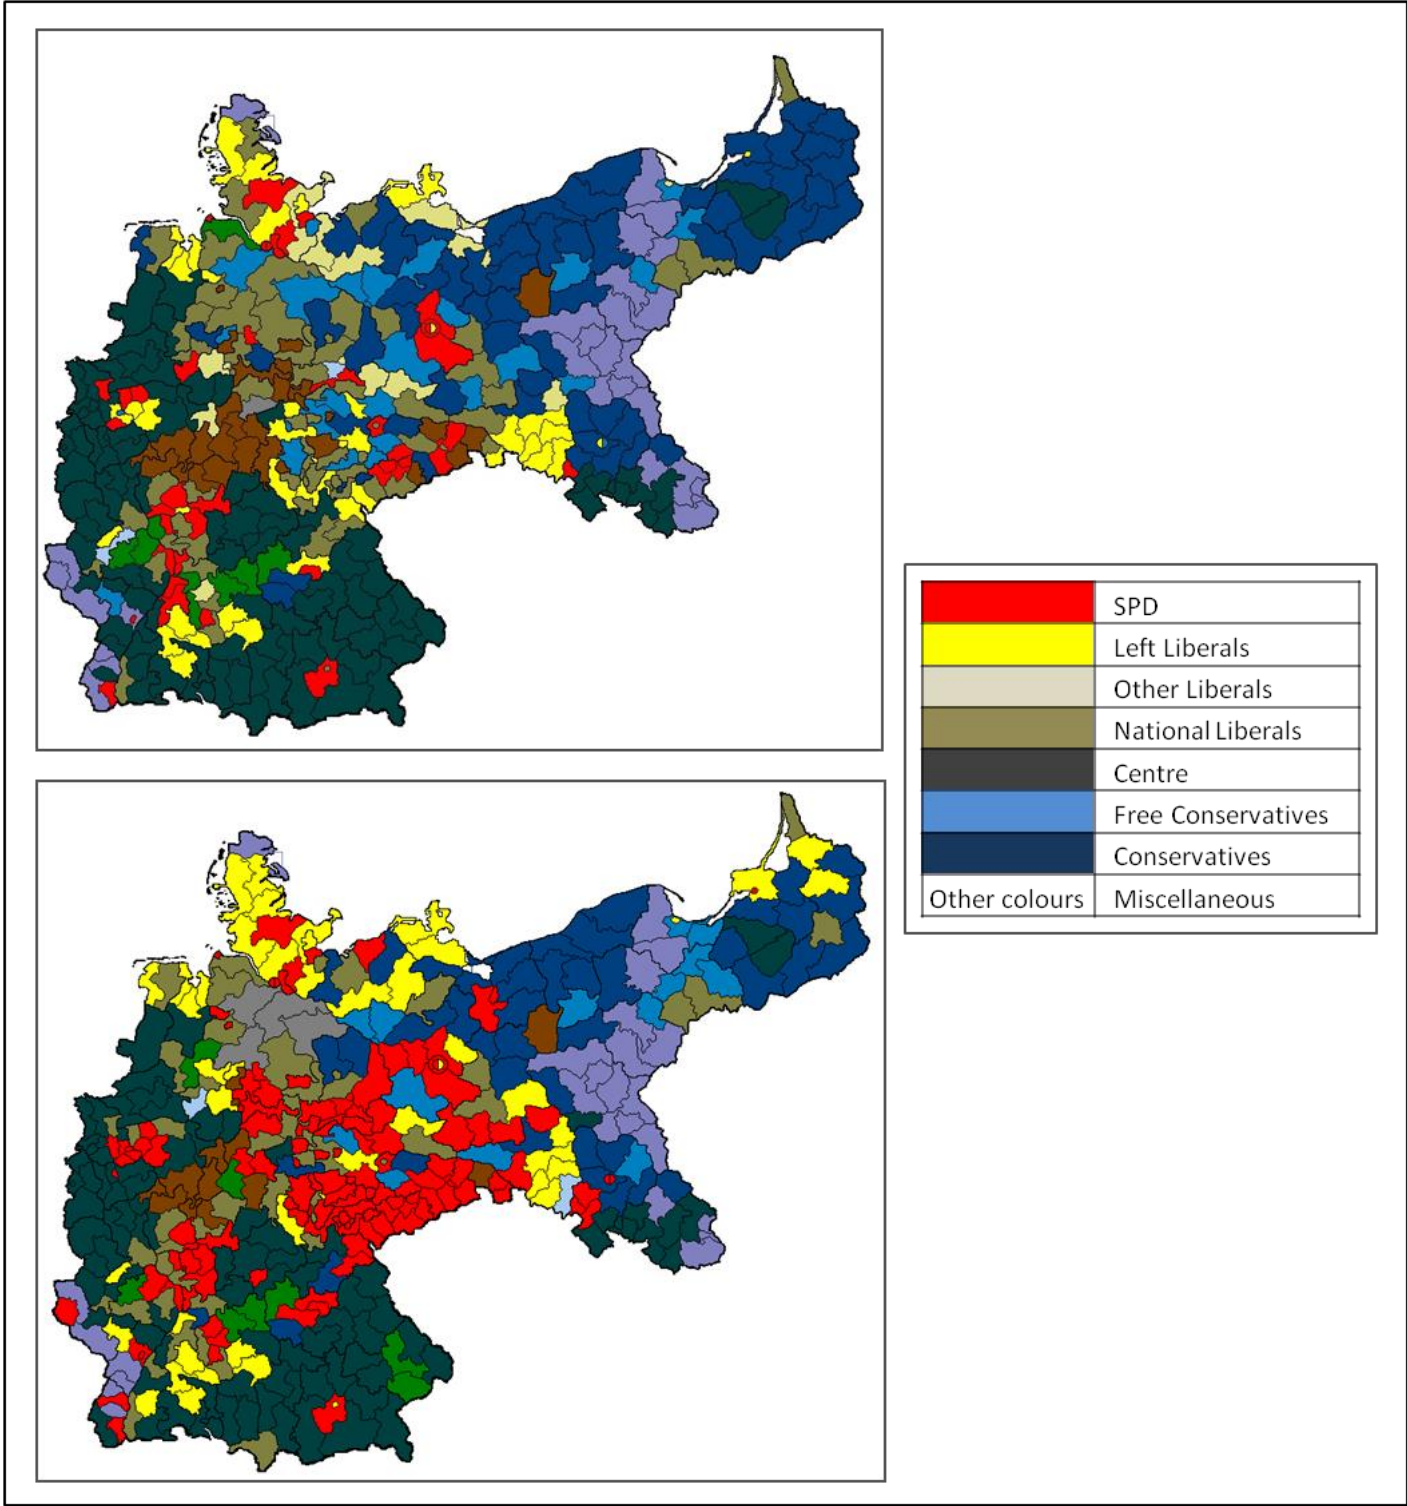 SPD
Left Liberals
Other Liberals
National Liberals
Centre
Free Conservatives
Conservatives
Other colours Miscellaneous